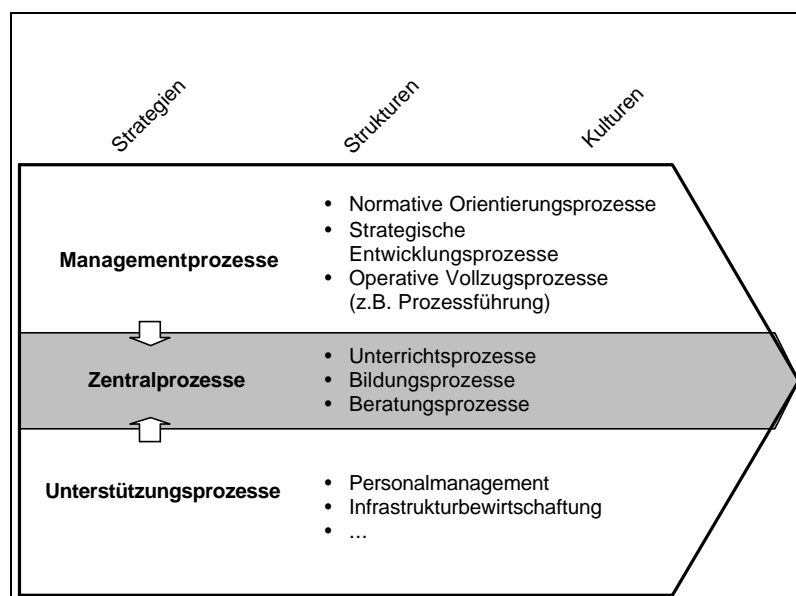 Strategien
Strukturen
Kulturen
Managementprozesse
• Normative Orientierungsprozesse
• Strategische
Entwicklungsprozesse
• Operative Vollzugsprozesse
(z.B. Prozessführung)
Zentralprozesse
• Unterrichtsprozesse
• Bildungsprozesse
• Beratungsprozesse
Unterstützungsprozesse
• Personalmanagement
• Infrastrukturbewirtschaftung
• ...